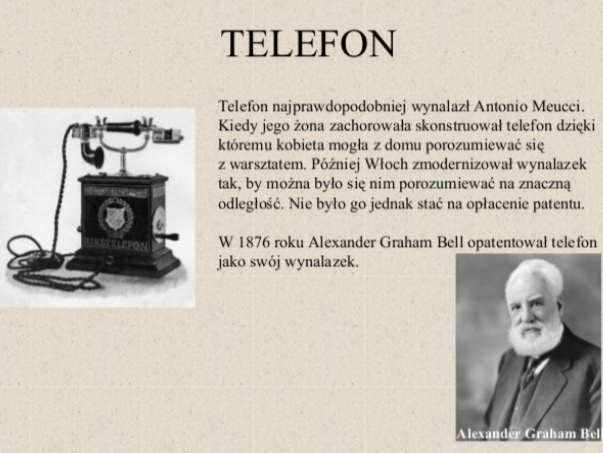 TELEFON
Telefon najprawdopodobniej wynalazł Antonio Meucci.
Kiedy jego żona zachorowała skonstruował telefon dzięki
któremu kobieta mogła z domu porozumiewać się
z warsztatem. Później Włoch zmodernizował wynalazek
tak, by można było się nim porozumiewać na znaczną
odległość. Nie było go jednak stać na opłacenie patentu.
W 1876 roku Alexander Graham Bell opatentował telefon
jako swój wynalazek.
RIKSTELEFON
Alexander Graham Bell